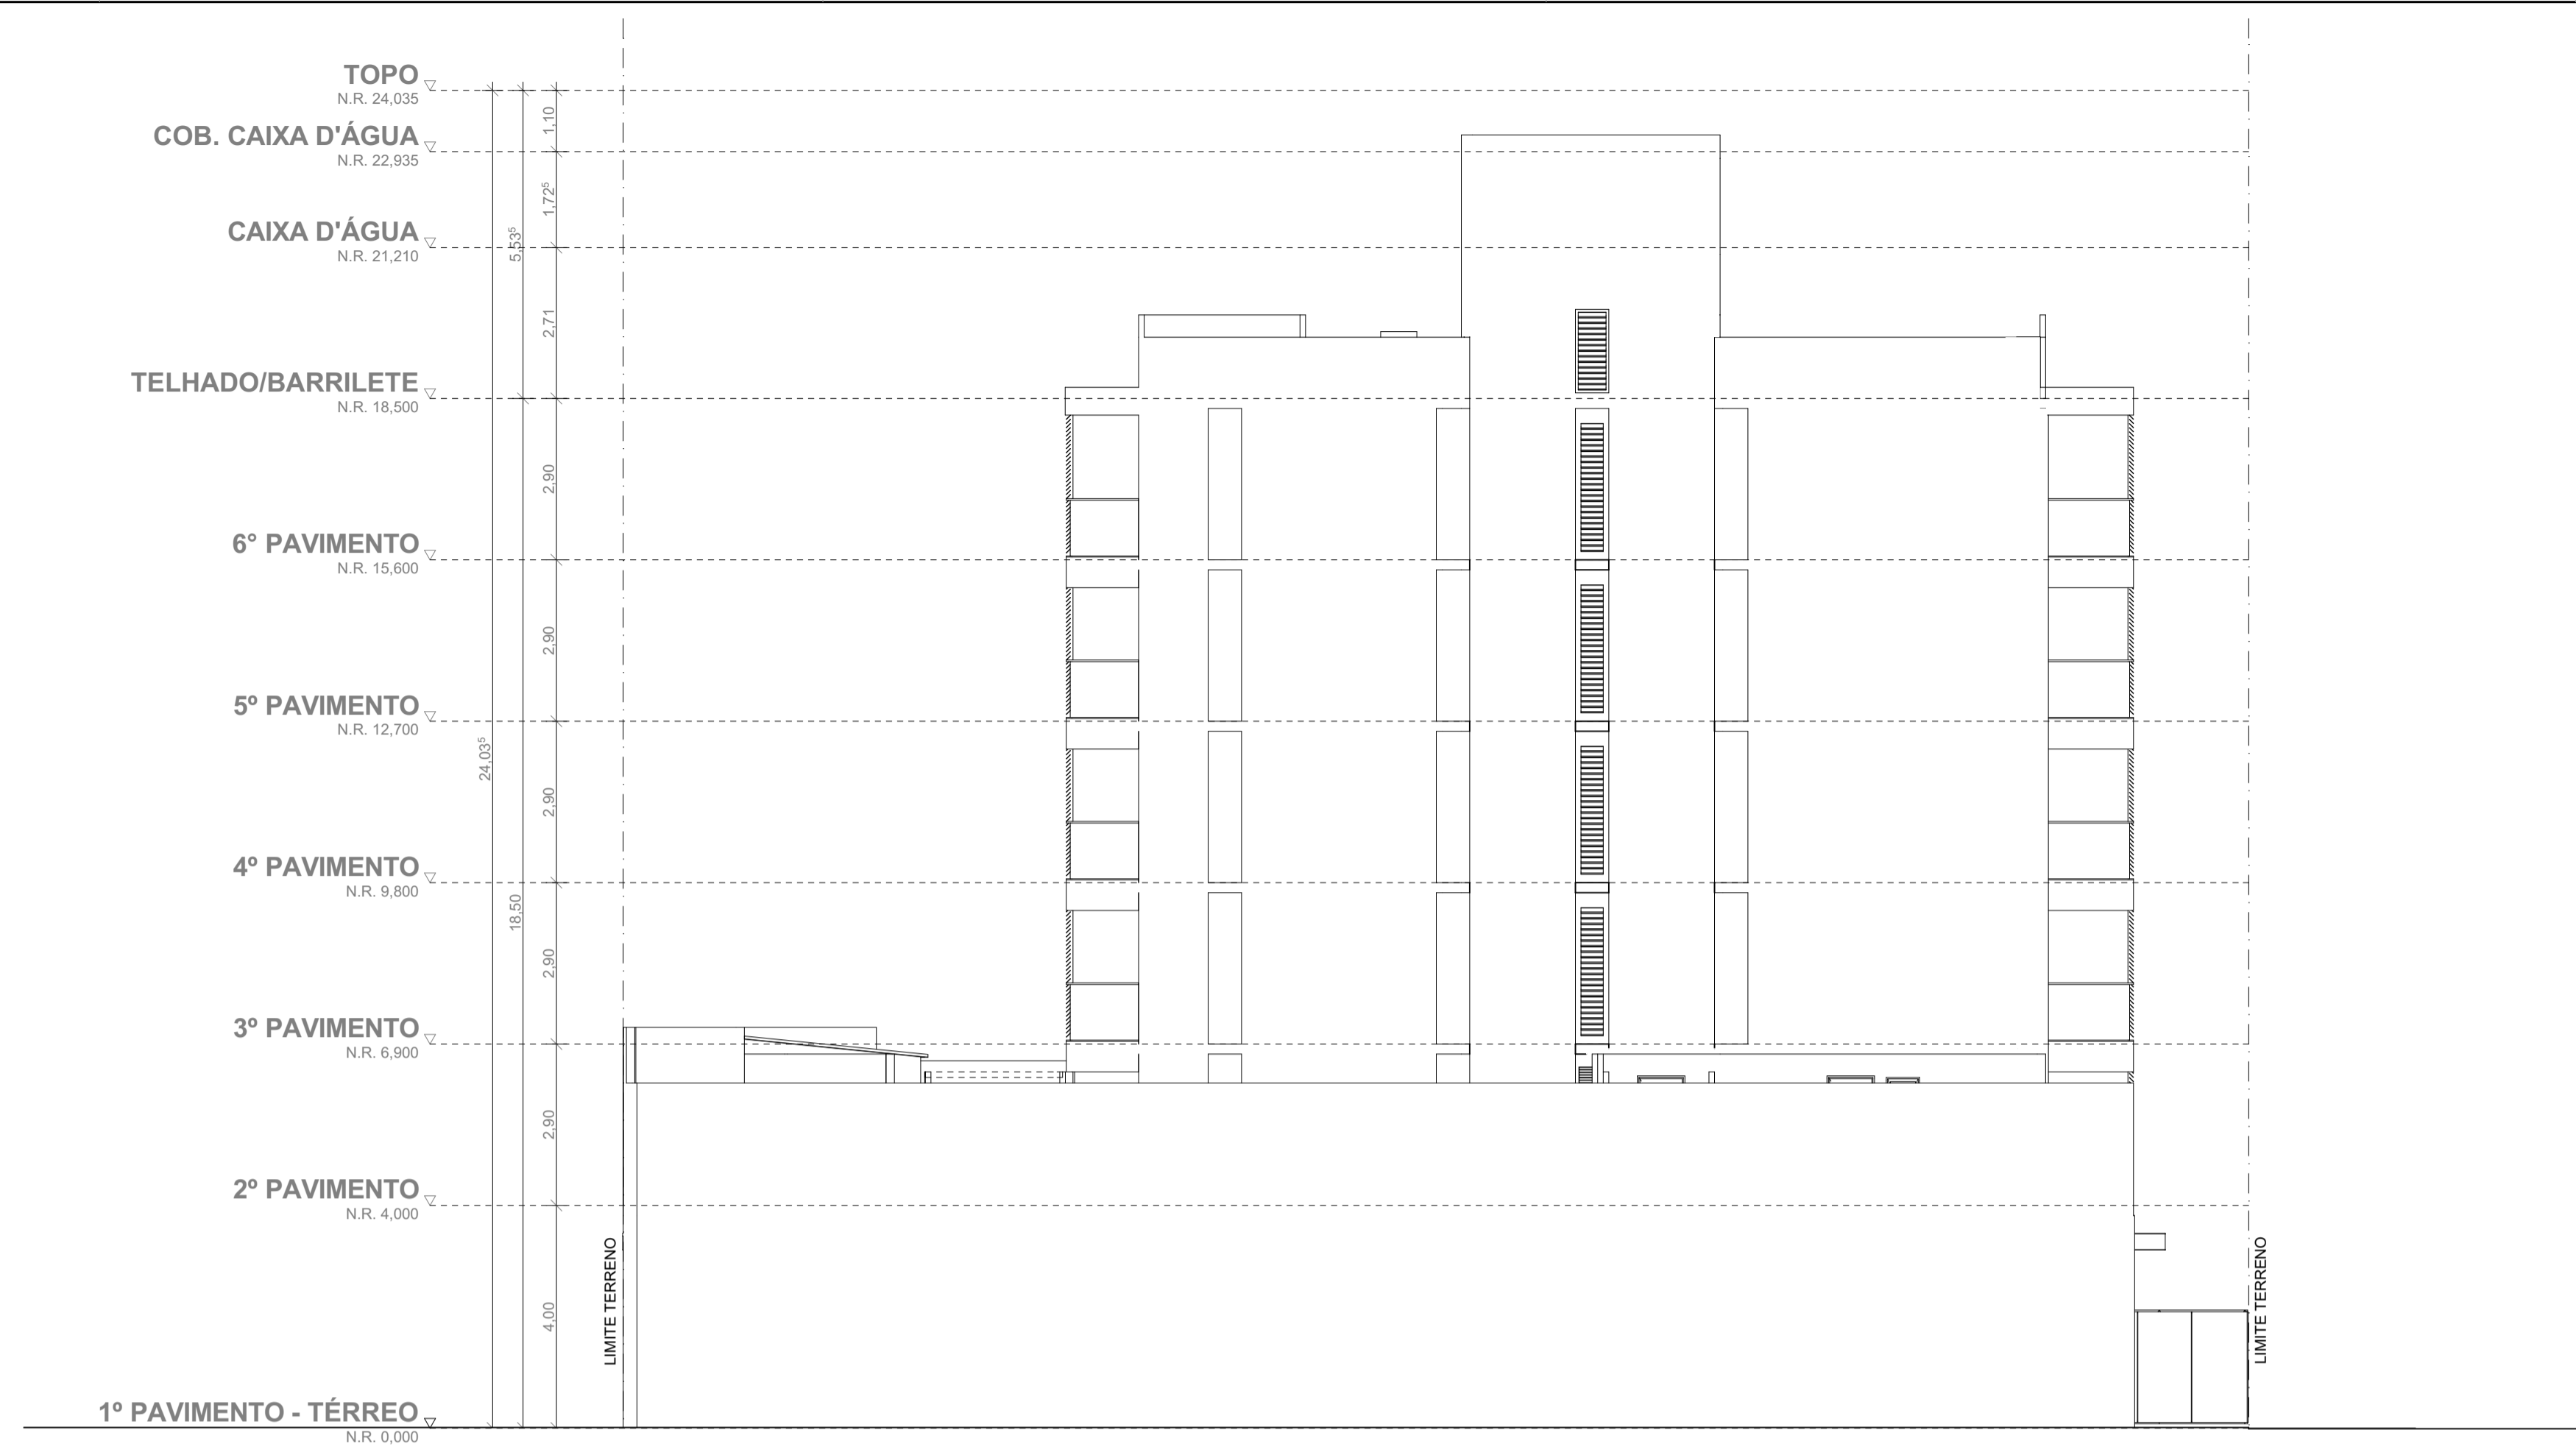 TOPO
N.R. 24,035
COB. CAIXA D'ÁGUA
N.R. 22,935
CAIXA D'ÁGUA
N.R. 21,210
TELHADO/BARRILETE
N.R. 18,500
6° PAVIMENTO
N.R. 15,600
5º PAVIMENTO
N.R. 12,700
4º PAVIMENTO
N.R. 9,800
3º PAVIMENTO
N.R. 6,900
2º PAVIMENTO
N.R. 4,000
1º PAVIMENTO - TÉRREO
N.R. 0,000
24,03⁵
5,53⁵
18,50
1,10
1,72⁵
2,71
2,90
2,90
2,90
2,90
2,90
4,00
LIMITE TERRENO
LIMITE TERRENO